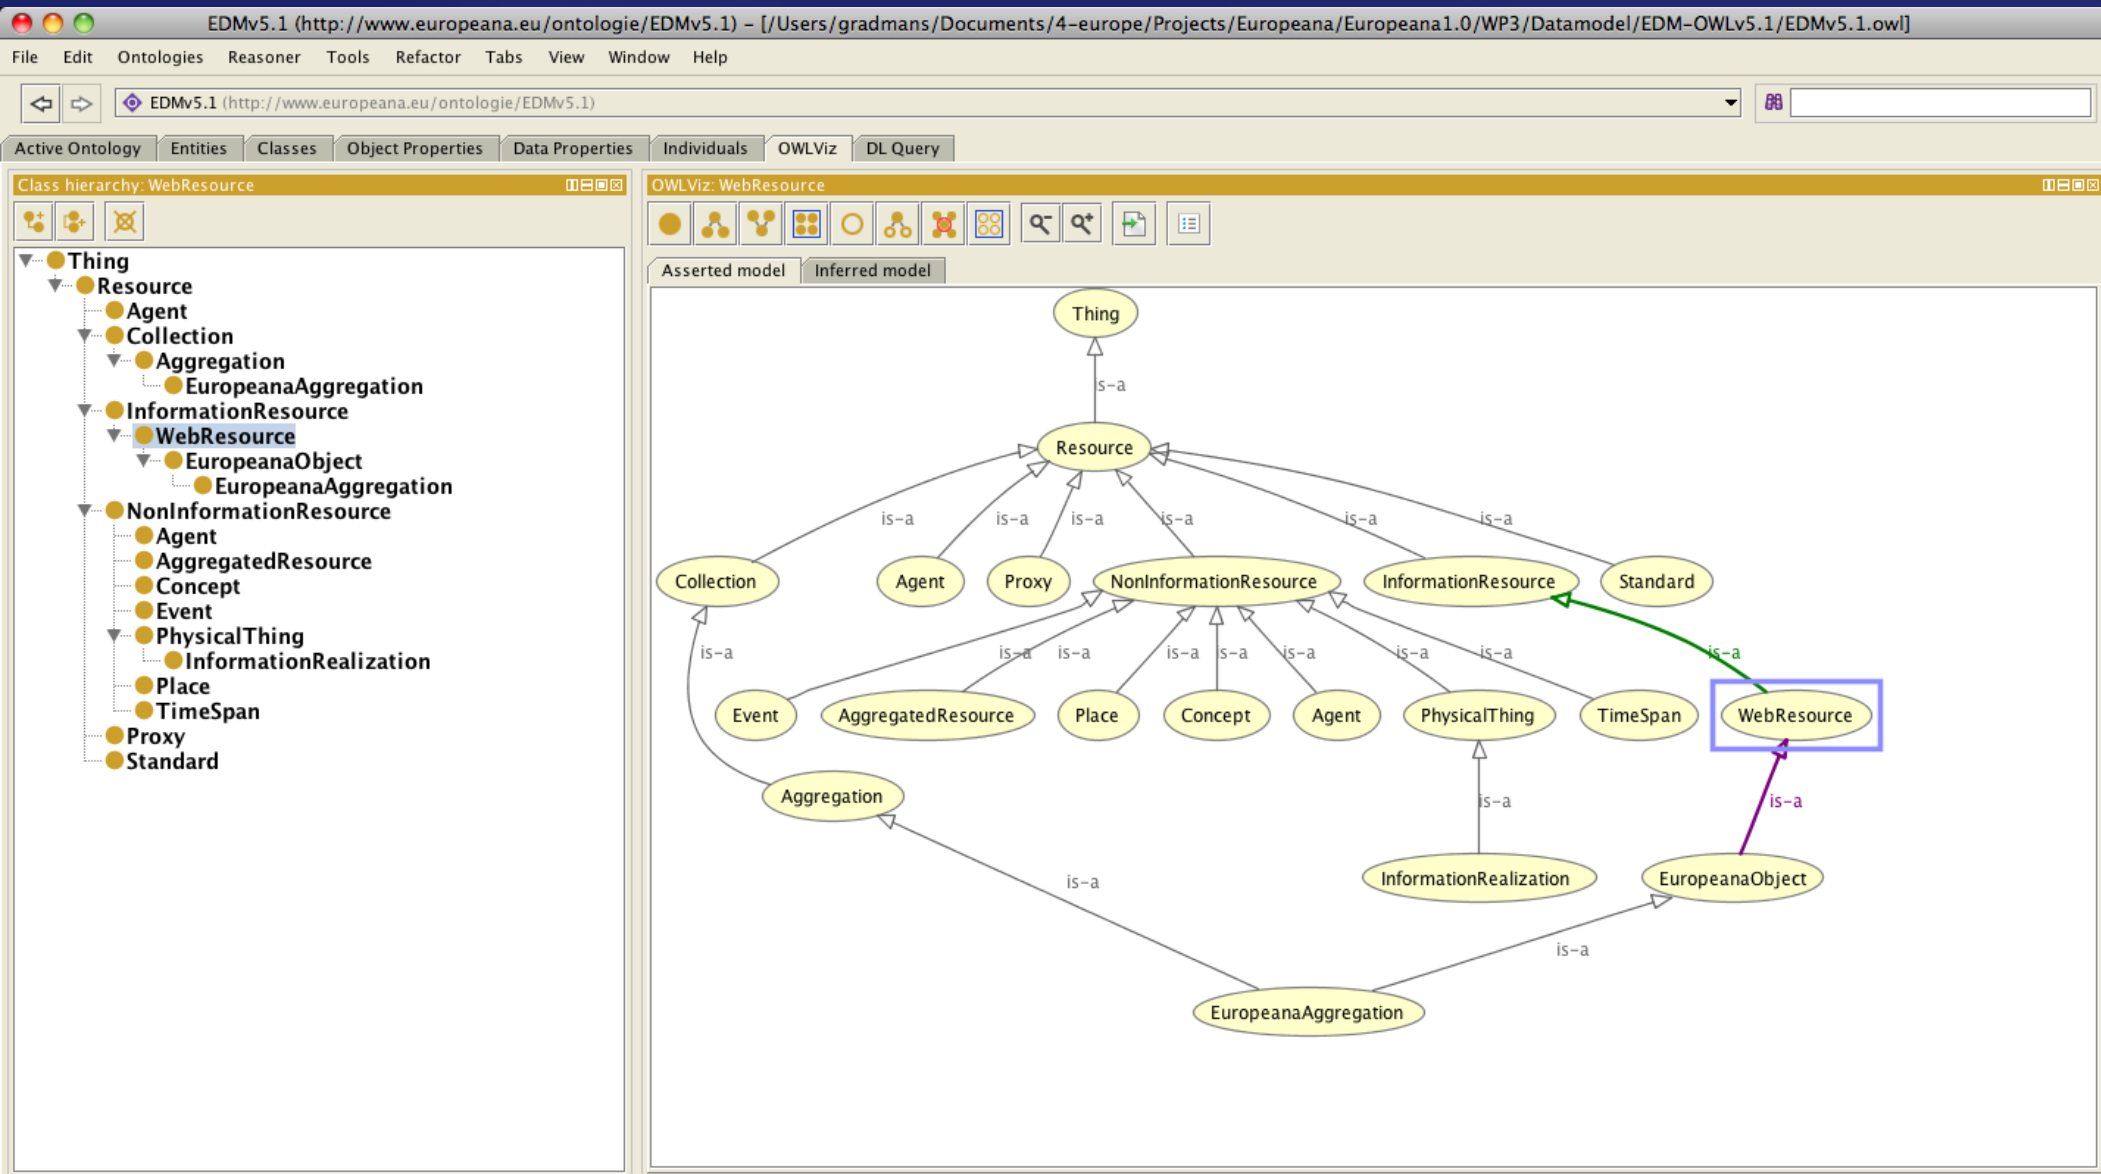 EDMv5.1 (http://www.europeana.eu/ontologie/EDMv5.1) – [/Users/gradmans/Documents/4-europe/Projects/Europeana/Europeana1.0/WP3/Datamodel/EDM-OWLv5.1/EDMv5.1.owl]
File Edit Ontologies Reasoner Tools Refactor Tabs View Window Help
EDMv5.1 (http://www.europeana.eu/ontologie/EDMv5.1)
Active Ontology Entities Classes Object Properties Data Properties Individuals OWLViz DL Query
Class hierarchy: WebResource
Thing
Resource
Agent
Collection
Aggregation
EuropeanaAggregation
InformationResource
WebResource
EuropeanaObject
EuropeanaAggregation
NonInformationResource
Agent
AggregatedResource
Concept
Event
PhysicalThing
InformationRealization
Place
TimeSpan
Proxy
Standard
OWLViz: WebResource
Asserted model Inferred model
Thing
is-a
Resource
is-a is-a is-a is-a is-a is-a
Collection Agent Proxy NonInformationResource InformationResource Standard
is-a is-a is-a is-a is-a is-a is-a is-a is-a
Event AggregatedResource Place Concept Agent PhysicalThing TimeSpan WebResource
Aggregation is-a is-a
is-a InformationRealization EuropeanaObject
is-a
EuropeanaAggregation